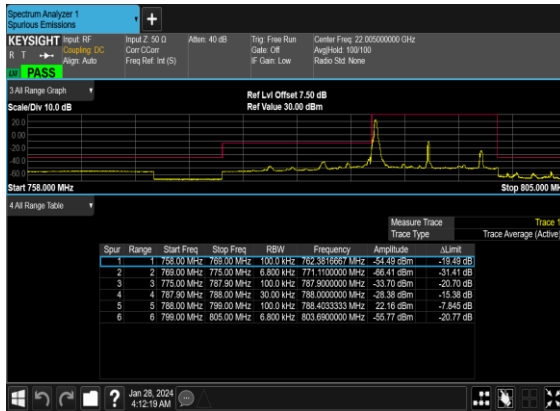 Spectrum Analyzer 1
Spurious Emissions
KEYSIGHT Input: RF Input Z: 50 Ω Atten: 40 dB Trig: Free Run Center Freq: 22.005000000 GHz
R T Coupling: DC Corr CCorr Gate: Off Avg|Hold: 100/100
Align: Auto Freq Ref: Int (S) IF Gain: Low Radio Std: None
PASS
3 All Range Graph
Ref Lvl Offset 7.50 dB
Scale/Div 10.0 dB Ref Value 30.00 dBm
20.0
0.00
-20.0
-40.0
-60.0
Start 758.000 MHz Stop 805.000 MH
4 All Range Table
Measure Trace Trace 1
Trace Type Trace Average (Active)
Spur Range Start Freq Stop Freq RBW Frequency Amplitude ΔLimit
1 1 758.00 MHz 769.00 MHz 100.0 kHz 762.3816667 MHz -54.49 dBm -19.49 dB
2 2 769.00 MHz 775.00 MHz 6.800 kHz 771.1100000 MHz -66.41 dBm -31.41 dB
3 3 775.00 MHz 787.90 MHz 100.0 kHz 787.9000000 MHz -33.70 dBm -20.70 dB
4 4 787.90 MHz 788.00 MHz 30.00 kHz 788.0000000 MHz -28.38 dBm -15.38 dB
5 5 788.00 MHz 799.00 MHz 100.0 kHz 788.4033333 MHz 22.16 dBm -7.845 dB
6 6 799.00 MHz 805.00 MHz 6.800 kHz 803.6900000 MHz -55.77 dBm -20.77 dB
Jan 28, 2024
4:12:19 AM